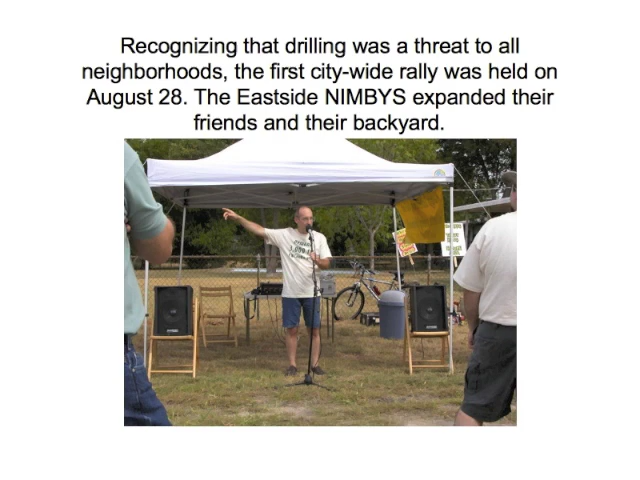 Recognizing that drilling was a threat to all
neighborhoods, the first city-wide rally was held on
August 28. The Eastside NIMBYS expanded their
friends and their backyard.